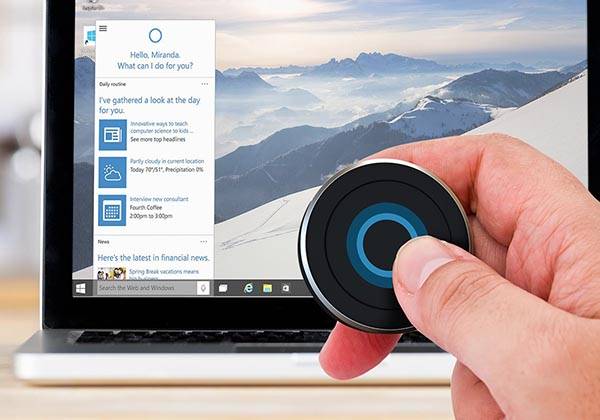 Hello, Miranda.
What can I do for you?
Daily routine
I've gathered a look at the day
for you.
Innovative ways to teach
computer science to kids...
See more top headlines
Partly cloudy in current location
Today 70°/51°, Precipitation 0%
Interview new consultant
Fourth Coffee
2:00pm to 3:00pm
News
Here's the latest in financial news.
Spring Break vacations means
big business
Search the Web and Windows